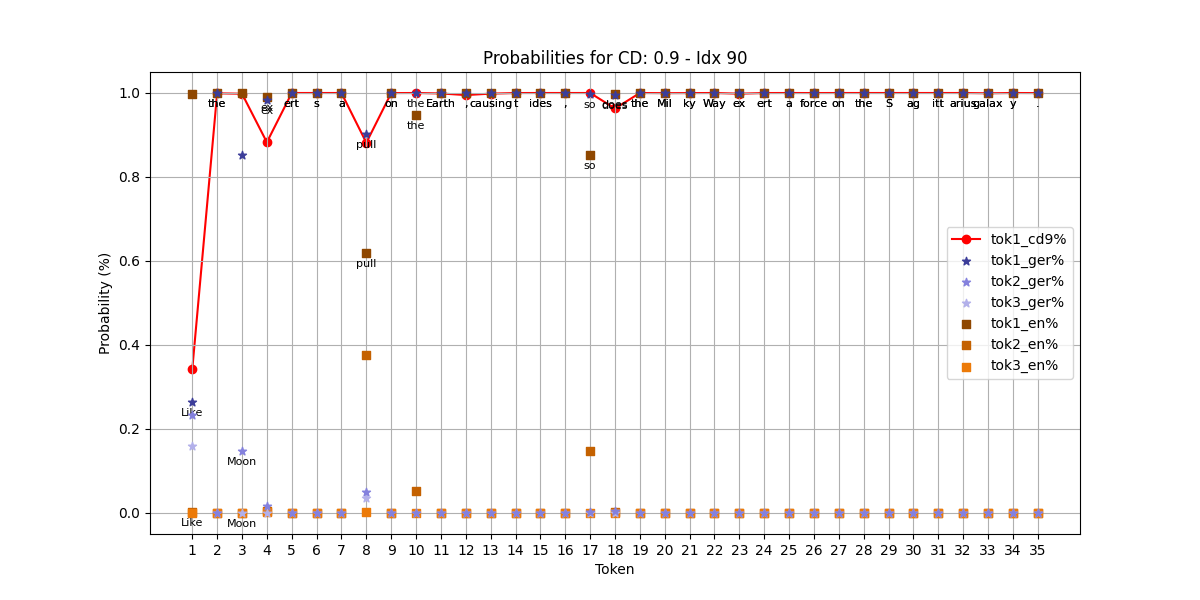 Probabilities for CD: 0.9 - Idx 90
Probability (%)
1.0
0.8
0.6
0.4
0.2
0.0
the ex ert s a pull on the Earth , causing t ides , so does the Mil ky Way ex ert a force on the S ag itt arius galax y .
ex
the
so
pull
Like
Moon
Like
Moon
tok1_cd9%
tok1_ger%
tok2_ger%
tok3_ger%
tok1_en%
tok2_en%
tok3_en%
1 2 3 4 5 6 7 8 9 10 11 12 13 14 15 16 17 18 19 20 21 22 23 24 25 26 27 28 29 30 31 32 33 34 35
Token